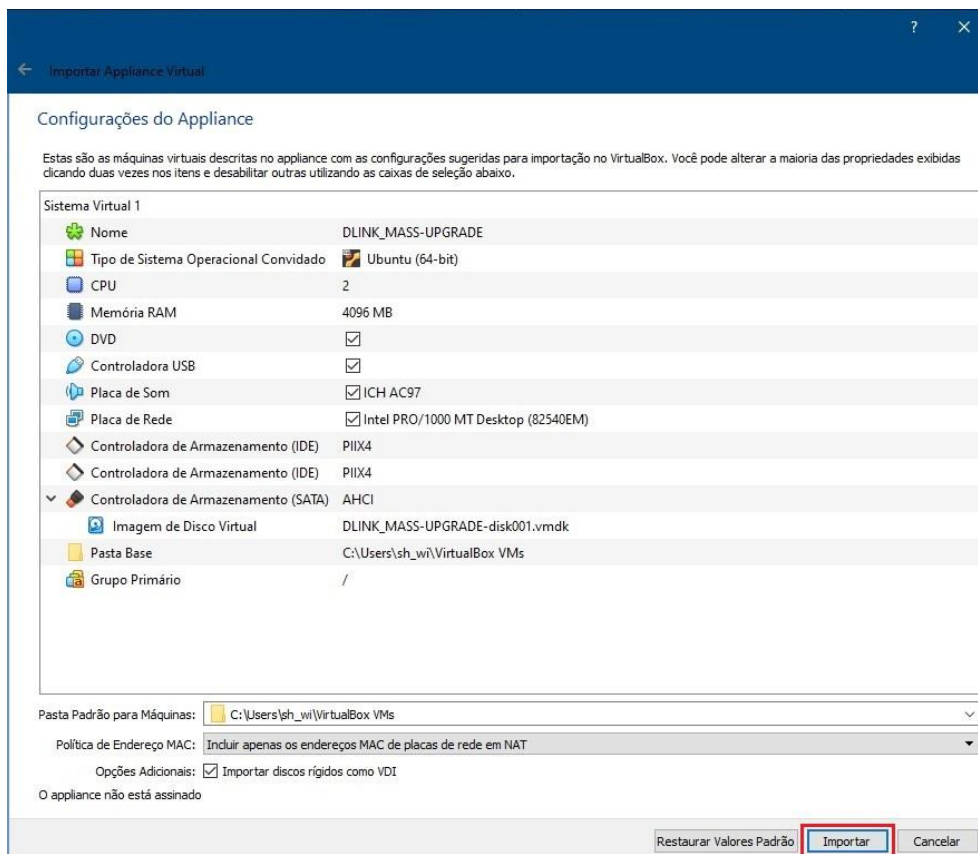 ?
Importar Appliance Virtual
Configurações do Appliance
Estas são as máquinas virtuais descritas no appliance com as configurações sugeridas para importação no VirtualBox. Você pode alterar a maioria das propriedades exibidas
clicando duas vezes nos itens e desabilitar outras utilizando as caixas de seleção abaixo.
Sistema Virtual 1
Nome DLINK_MASS-UPGRADE
Tipo de Sistema Operacional Convidado Ubuntu (64-bit)
CPU 2
Memória RAM 4096 MB
DVD
Controladora USB
Placa de Som ICH AC97
Placa de Rede Intel PRO/1000 MT Desktop (82540EM)
Controladora de Armazenamento (IDE) PIIX4
Controladora de Armazenamento (IDE) PIIX4
Controladora de Armazenamento (SATA) AHCI
Imagem de Disco Virtual DLINK_MASS-UPGRADE-disk001.vmdk
Pasta Base C:\Users\sh_wi\VirtualBox VMs
Grupo Primário /
Pasta Padrão para Máquinas: C:\Users\sh_wi\VirtualBox VMs
Política de Endereço MAC: Incluir apenas os endereços MAC de placas de rede em NAT
Opções Adicionais: Importar discos rígidos como VDI
O appliance não está assinado
Restaurar Valores Padrão Importar Cancelar